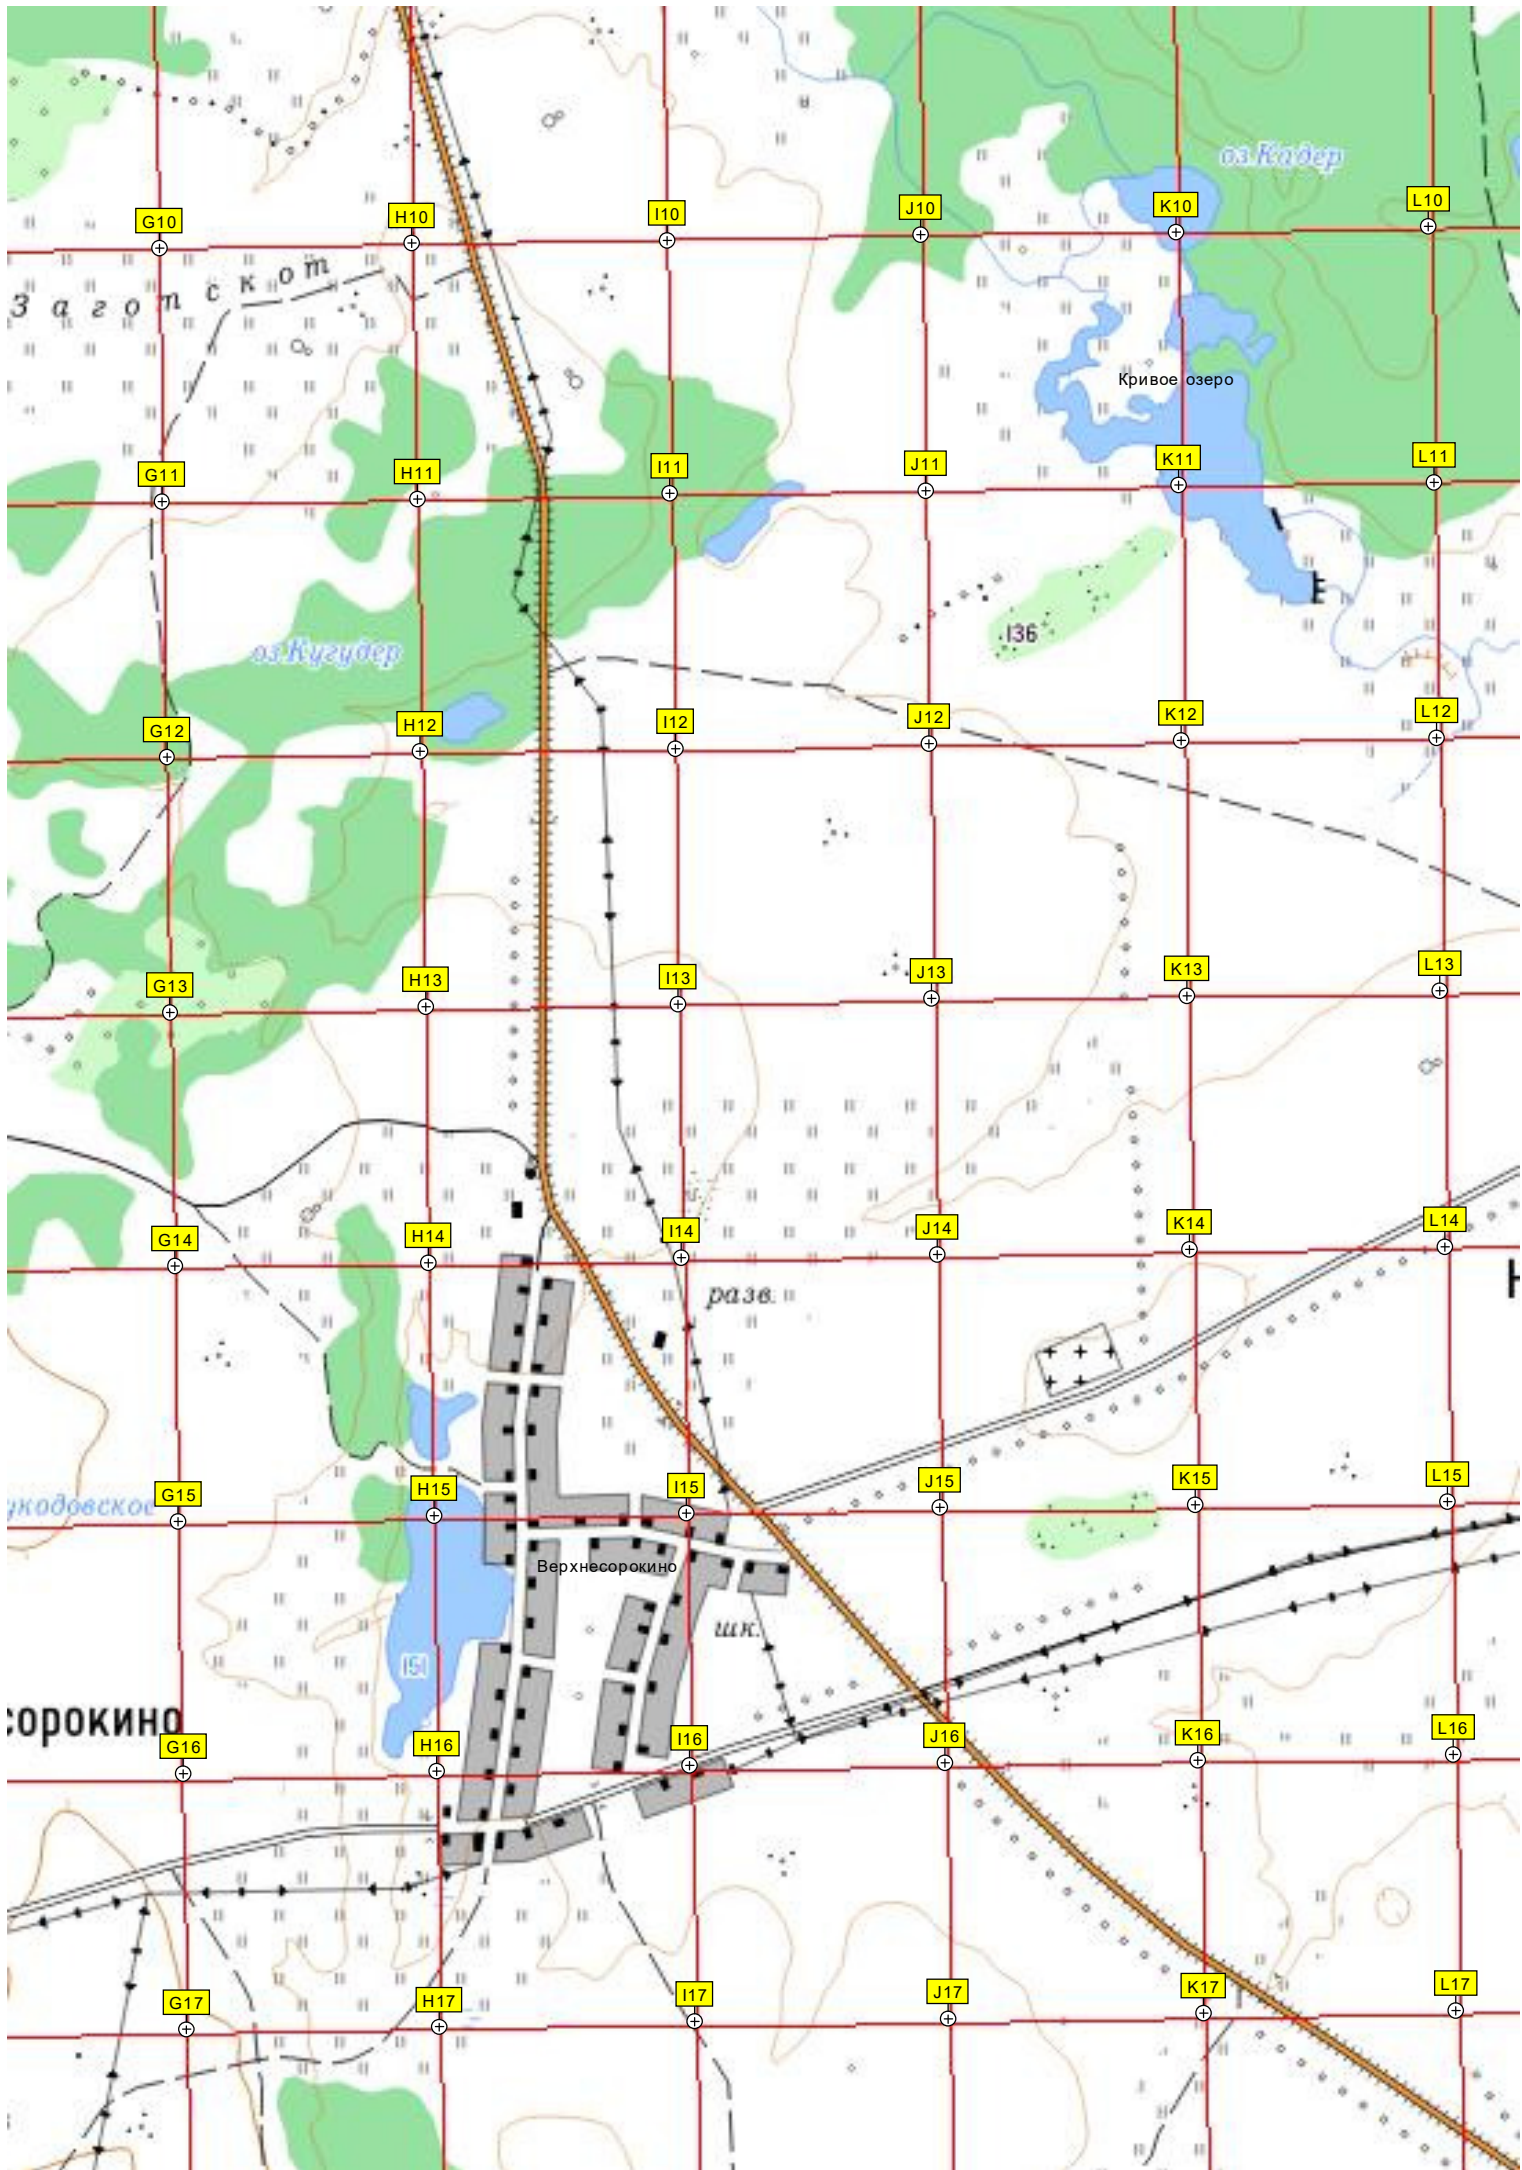 оз.Кадер
G10 H10 I10 J10 K10 L10
Заготскот
Кривое озеро
G11 H11 I11 J11 K11 L11
136
оз.Кугудер
G12 H12 I12 J12 K12 L12
G13 H13 I13 J13 K13 L13
G14 H14 I14 J14 K14 L14
разв.
G15 H15 I15 J15 K15 L15
укодовское
Верхнесорокино
шк.
151
сорокино
G16 H16 I16 J16 K16 L16
G17 H17 I17 J17 K17 L17